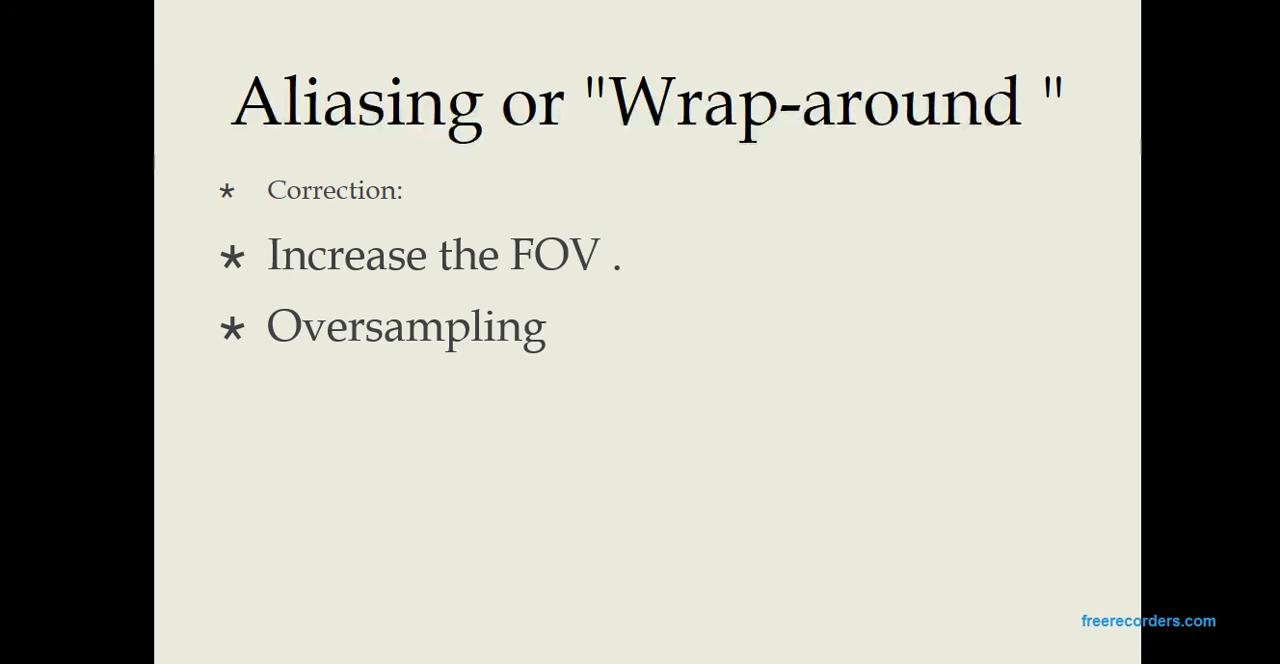 Aliasing or "Wrap-around "
* Correction:
* Increase the FOV .
* Oversampling
freerecorders.com